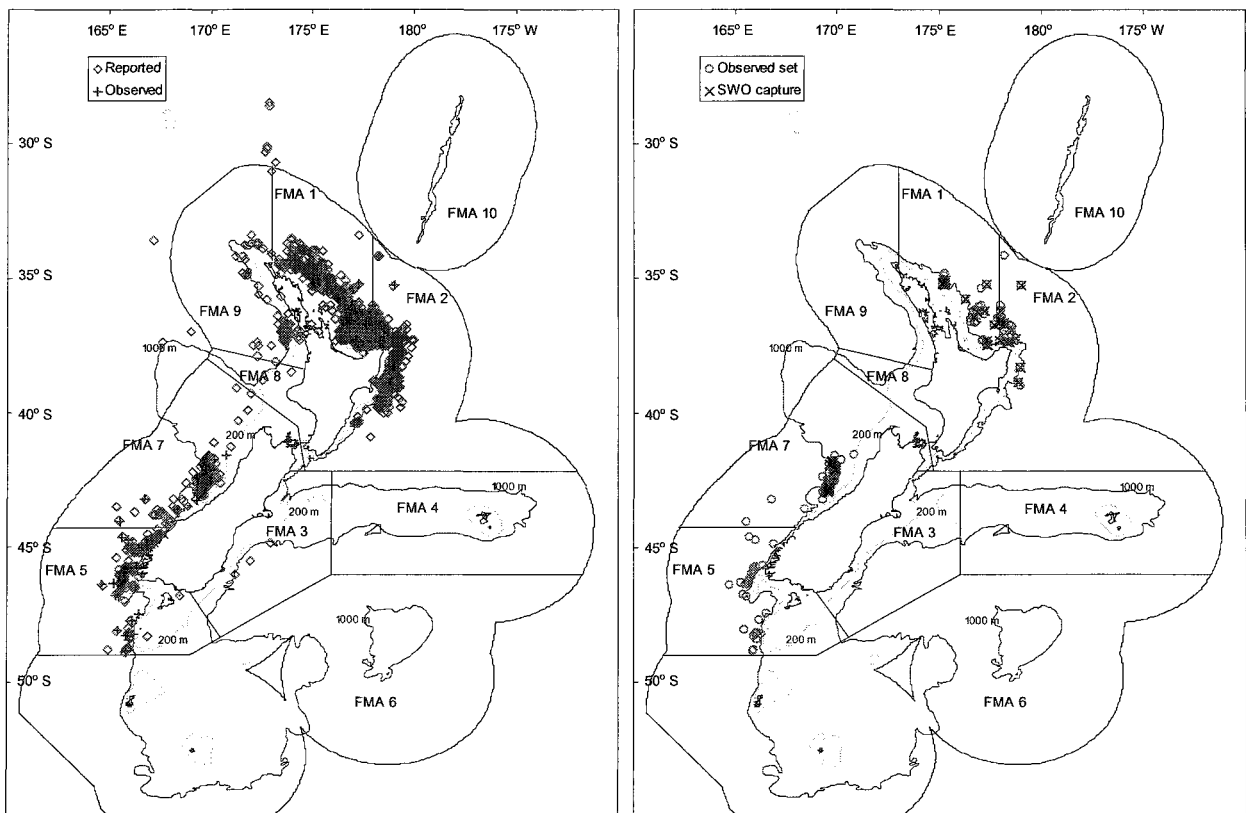 165° E 170° E 175° E 180° 175° W
Reported
Observed
30° S
FMA 1
FMA 10
35° S
FMA 2
FMA 9
1000 m
FMA 8
40° S
FMA 7
200 m
1000 m
FMA 4
200 m
FMA 3
45° S
FMA 5
1000 m
200 m
50° S
FMA 6
165° E 170° E 175° E 180° 175° W
Observed set
SWO capture
30° S
FMA 1
FMA 10
35° S
FMA 2
FMA 9
1000 m
FMA 8
40° S
FMA 7
200 m
1000 m
FMA 4
200 m
FMA 3
45° S
FMA 5
1000 m
200 m
50° S
FMA 6